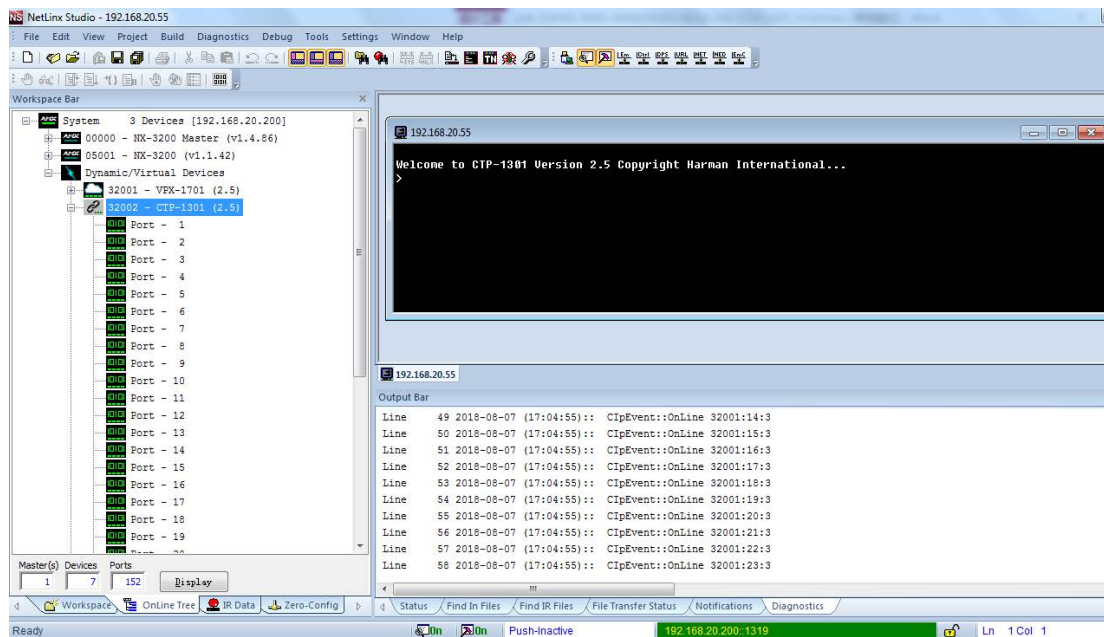 NetLinx Studio - 192.168.20.55
File Edit View Project Build Diagnostics Debug Tools Settings Window Help
Workspace Bar
System 3 Devices [192.168.20.200]
00000 - NX-3200 Master (v1.4.86)
05001 - NX-3200 (v1.1.42)
Dynamic/Virtual Devices
32001 - VPX-1701 (2.5)
32002 - CTP-1301 (2.5)
Port - 1
Port - 2
Port - 3
Port - 4
Port - 5
Port - 6
Port - 7
Port - 8
Port - 9
Port - 10
Port - 11
Port - 12
Port - 13
Port - 14
Port - 15
Port - 16
Port - 17
Port - 18
Port - 19
Master(s) Devices Ports
1 7 152 Display
Workspace OnLine Tree IR Data Zero-Config
192.168.20.55
Welcome to CTP-1301 Version 2.5 Copyright Harman International...
>
192.168.20.55
Output Bar
Line 49 2018-08-07 (17:04:55):: CIpEvent::OnLine 32001:14:3
Line 50 2018-08-07 (17:04:55):: CIpEvent::OnLine 32001:15:3
Line 51 2018-08-07 (17:04:55):: CIpEvent::OnLine 32001:16:3
Line 52 2018-08-07 (17:04:55):: CIpEvent::OnLine 32001:17:3
Line 53 2018-08-07 (17:04:55):: CIpEvent::OnLine 32001:18:3
Line 54 2018-08-07 (17:04:55):: CIpEvent::OnLine 32001:19:3
Line 55 2018-08-07 (17:04:55):: CIpEvent::OnLine 32001:20:3
Line 56 2018-08-07 (17:04:55):: CIpEvent::OnLine 32001:21:3
Line 57 2018-08-07 (17:04:55):: CIpEvent::OnLine 32001:22:3
Line 58 2018-08-07 (17:04:55):: CIpEvent::OnLine 32001:23:3
Status Find In Files Find IR Files File Transfer Status Notifications Diagnostics
Ready On On Push-Inactive 192.168.20.200::1319 Ln 1 Col 1